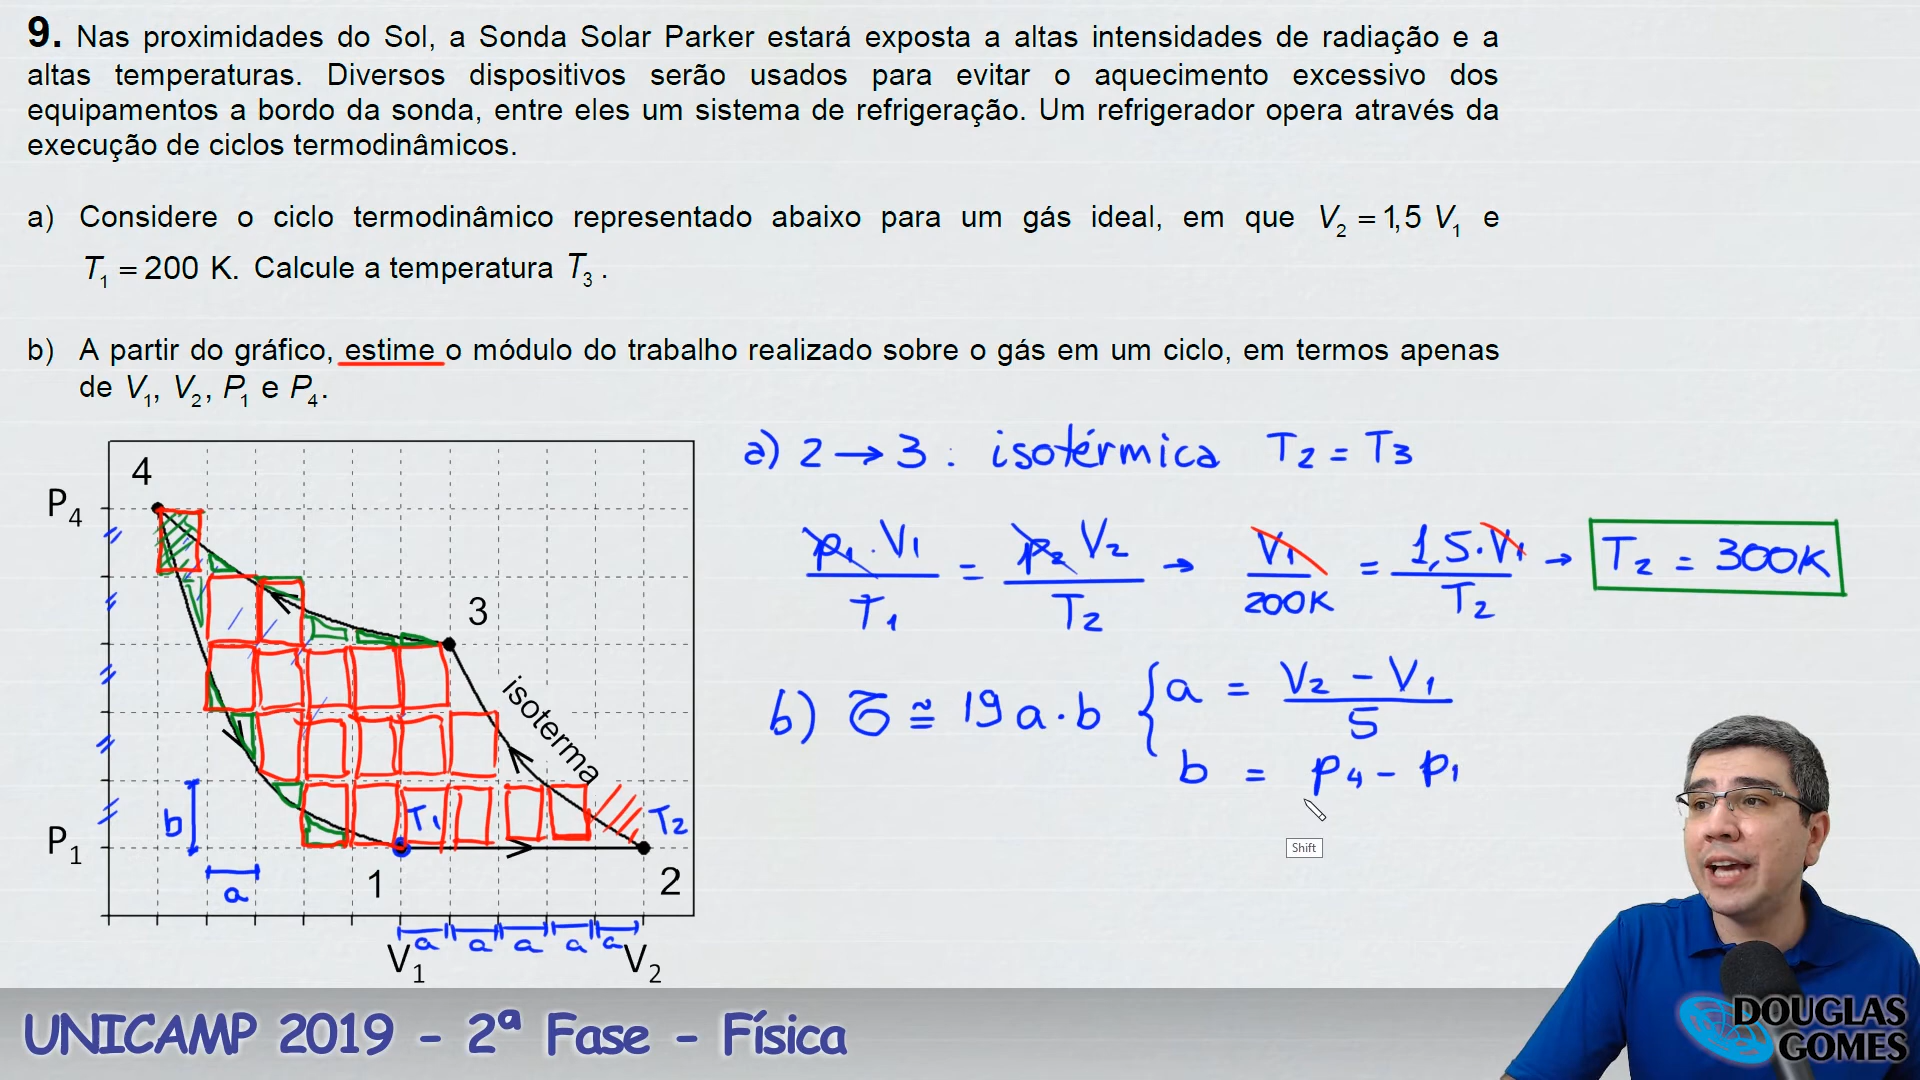 9. Nas proximidades do Sol, a Sonda Solar Parker estará exposta a altas intensidades de radiação e a
altas temperaturas. Diversos dispositivos serão usados para evitar o aquecimento excessivo dos
equipamentos a bordo da sonda, entre eles um sistema de refrigeração. Um refrigerador opera através da
execução de ciclos termodinâmicos.
a) Considere o ciclo termodinâmico representado abaixo para um gás ideal, em que V₂ = 1,5 V₁ e
T₁ = 200 K. Calcule a temperatura T₃ .
b) A partir do gráfico, estime o módulo do trabalho realizado sobre o gás em um ciclo, em termos apenas
de V₁, V₂, P₁ e P₄.
4
P₄
3
isoterma
b
T₁
T₂
P₁
1
2
a
a a a a a
V₁
V₂
a) 2 → 3 : isotérmica T₂ = T₃
p₁ . V₁ / T₁ = p₂ V₂ / T₂ → V₁ / 200K = 1,5 . V₁ / T₂ → T₂ = 300K
b) 𝒯 ≅ 19 a . b { a = V₂ - V₁ / 5
b = p₄ - p₁
Shift
UNICAMP 2019 - 2ª Fase - Física
DOUGLAS
GOMES